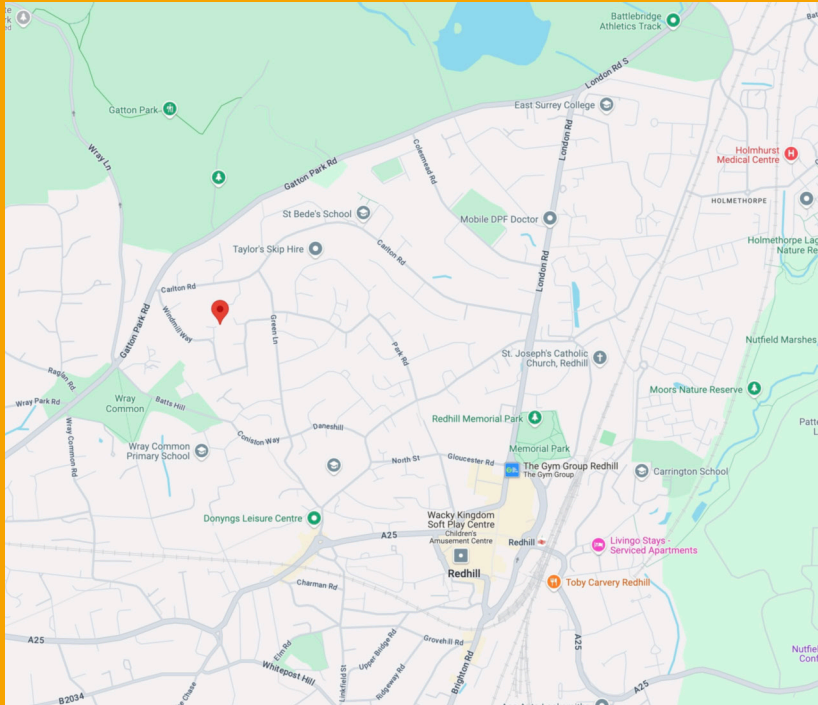 Battlebridge
Athletics Track
London Rd S
Gatton Park
East Surrey College
London Rd
Wray Ln
Colesmead Rd
Holmhurst
Medical Centre
Gatton Park Rd
HOLMETHORPE
St Bede's School
Mobile DPF Doctor
Taylor's Skip Hire
Carlton Rd
Holmethorpe Lag
Nature Re
London Rd
Carlton Rd
Windmill Way
Green Ln
Gatton Park Rd
Park Rd
Nutfield Marshes
St. Joseph's Catholic
Church, Redhill
Raglan Rd
Moors Nature Reserve
Wray Park Rd
Wray
Common
Batts Hill
Redhill Memorial Park
Daneshill
Coniston Way
Wray Common Rd
Wray Common
Primary School
Memorial Park
North St
Gloucester Rd
The Gym Group Redhill
The Gym Group
Carrington School
Donyngs Leisure Centre
Wacky Kingdom
Soft Play Centre
Children's
Amusement Centre
A25
Redhill
Livingo Stays -
Serviced Apartments
Redhill
Toby Carvery Redhill
Charman Rd
A25
A25
Elm Rd
Upper Bridge Rd
Grovehill Rd
Whitepost Hill
Linkfield St
Ridgeway Rd
Brighton Rd
A25
B2034